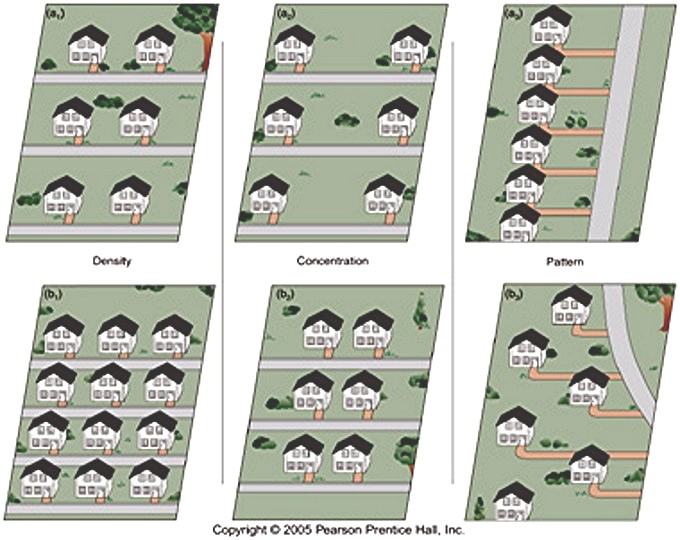 (a₁)
(a₂)
(a₃)
Density
Concentration
Pattern
(b₁)
(b₂)
(b₃)
Copyright © 2005 Pearson Prentice Hall, Inc.